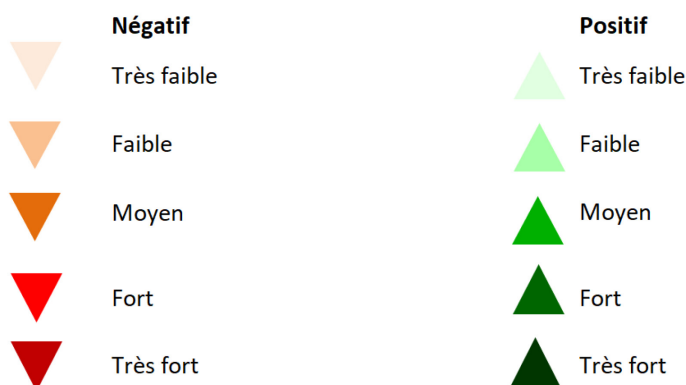 Négatif
Très faible
Faible
Moyen
Fort
Très fort
Positif
Très faible
Faible
Moyen
Fort
Très fort